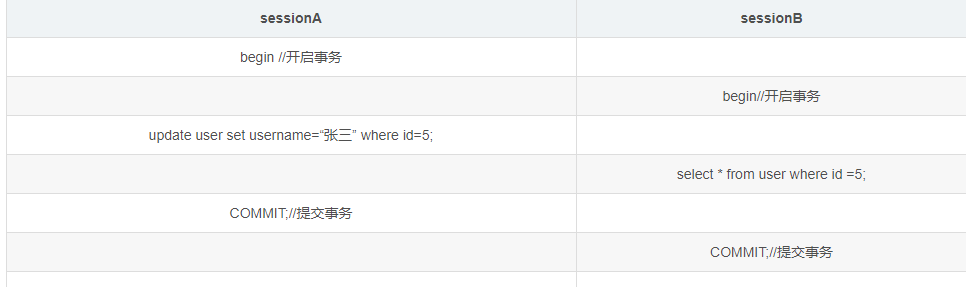 sessionA sessionB
begin //开启事务
begin//开启事务
update user set username=“张三” where id=5;
select * from user where id =5;
COMMIT;//提交事务
COMMIT;//提交事务